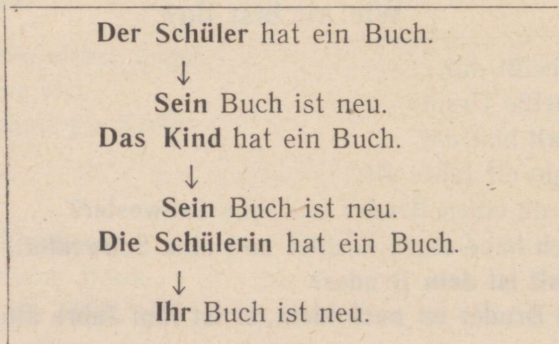 Der Schüler hat ein Buch.
↓
Sein Buch ist neu.
Das Kind hat ein Buch.
↓
Sein Buch ist neu.
Die Schülerin hat ein Buch.
↓
Ihr Buch ist neu.